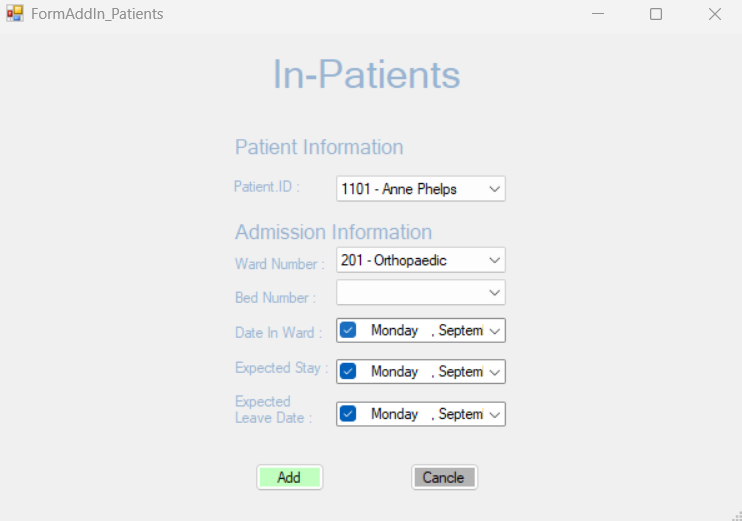 FormAddIn_Patients
In-Patients
Patient Information
Patient.ID : 1101 - Anne Phelps
Admission Information
Ward Number : 201 - Orthopaedic
Bed Number :
Date In Ward : Monday , Septem
Expected Stay : Monday , Septem
Expected
Leave Date : Monday , Septem
Add Cancle